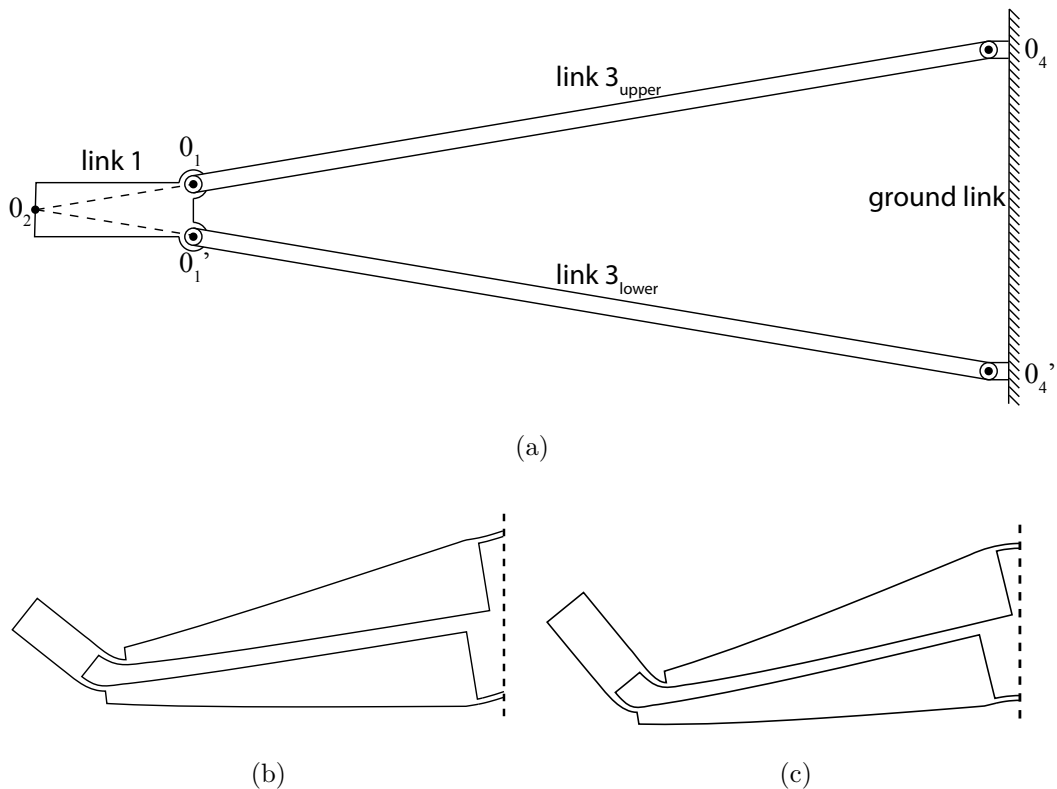 link 3upper
0₄
0₁
link 1
ground link
0₂
0₁’
link 3lower
0₄’
(a)
(b)
(c)